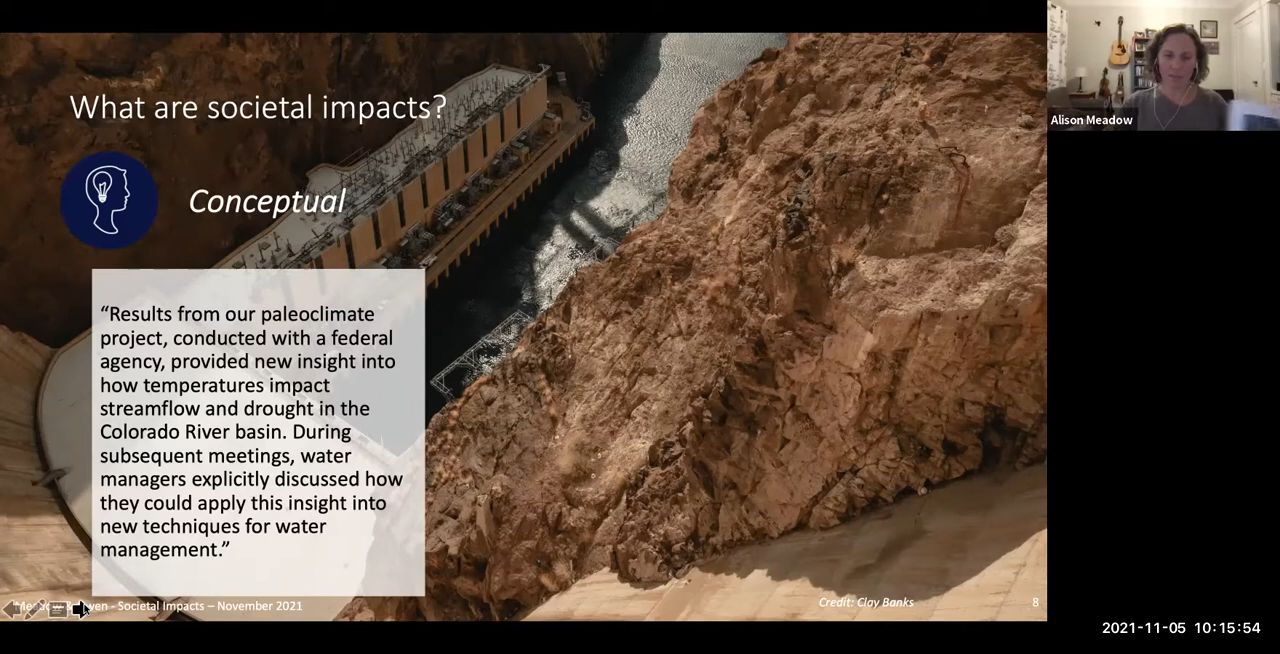 What are societal impacts?
Conceptual
“Results from our paleoclimate
project, conducted with a federal
agency, provided new insight into
how temperatures impact
streamflow and drought in the
Colorado River basin. During
subsequent meetings, water
managers explicitly discussed how
they could apply this insight into
new techniques for water
management.”
- Societal Impacts – November 2021
Credit: Clay Banks
8
Alison Meadow
2021-11-05 10:15:54